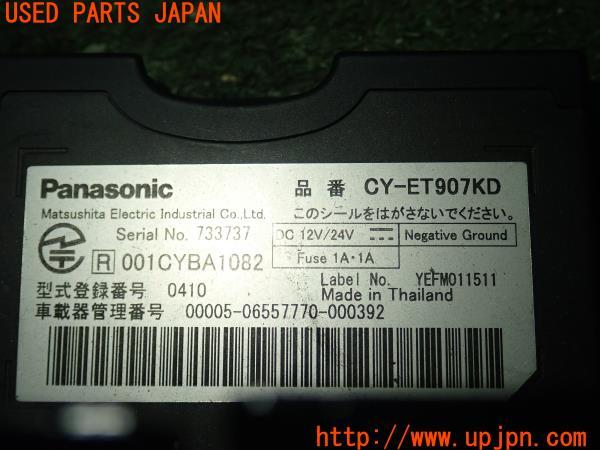 USED PARTS JAPAN
Panasonic 品番 CY-ET907KD
Matsushita Electric Industrial Co.,Ltd. このシールをはがさないでください。
Serial No. 733737 DC 12V/24V Negative Ground
R 001CYBA1082 Fuse 1A・1A
Label No. YEFM011511
型式登録番号 0410 Made in Thailand
車載器管理番号 00005-06557770-000392
http://www.upjpn.com